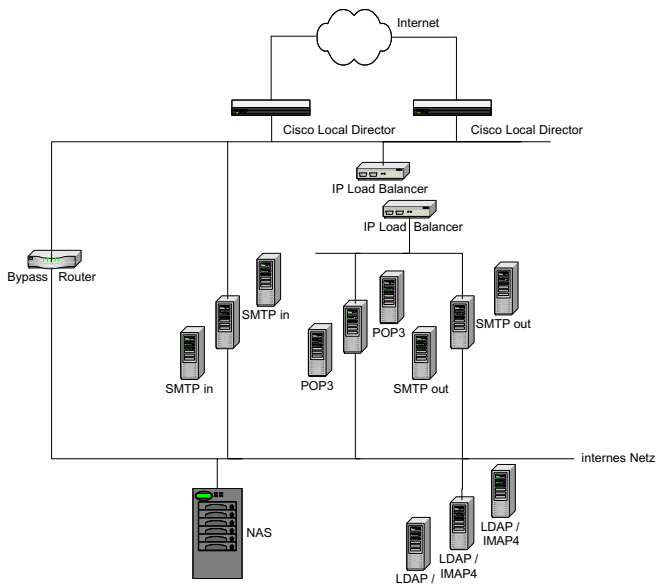 Internet
Cisco Local Director
Cisco Local Director
IP Load Balancer
IP Load Balancer
Bypass Router
SMTP in
SMTP in
POP3
POP3
SMTP out
SMTP out
internes Netz
NAS
LDAP /
IMAP4
LDAP /
IMAP4
LDAP /